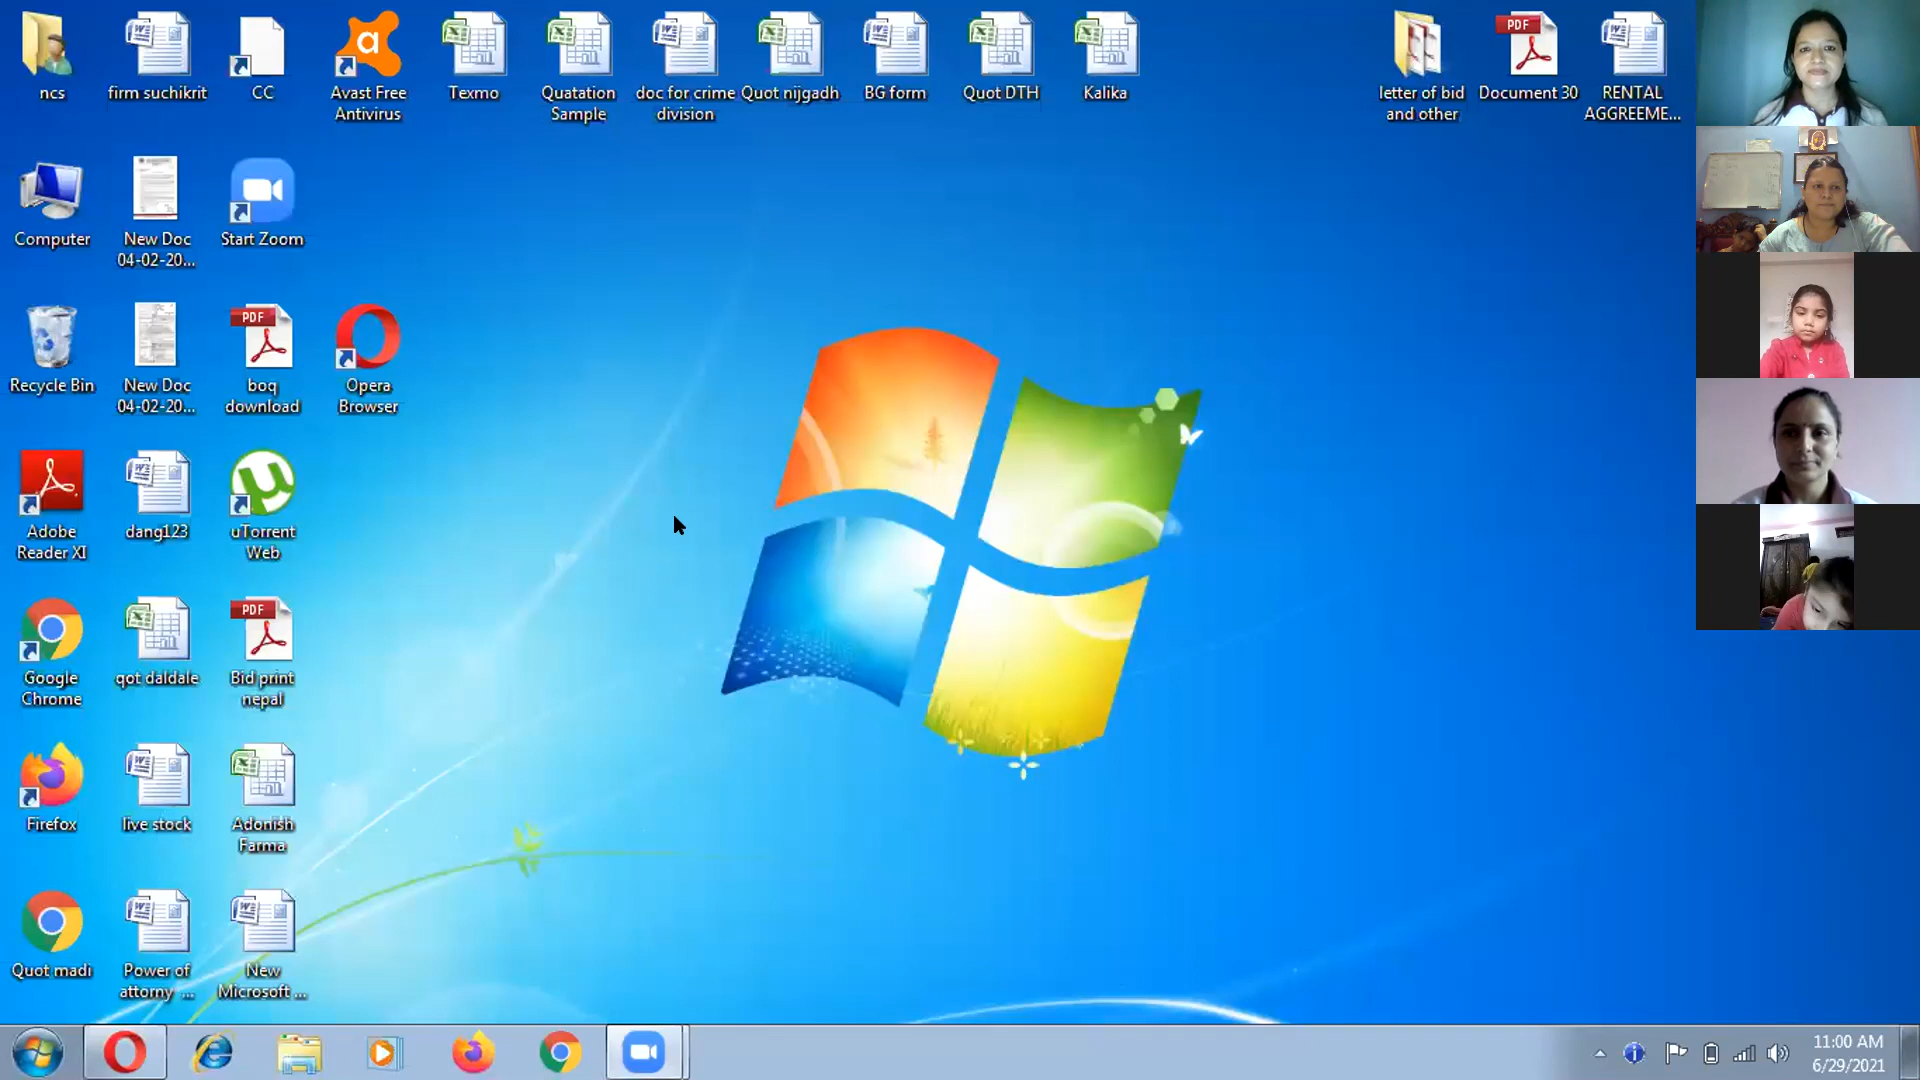 ncs
firm suchikrit
CC
Avast Free
Antivirus
Texmo
Quatation
Sample
doc for crime
division
Quot nijgadh
BG form
Quot DTH
Kalika
letter of bid
and other
PDF
Document 30
RENTAL
AGGREEME...
Computer
New Doc
04-02-20...
Start Zoom
Recycle Bin
New Doc
04-02-20...
PDF
boq
download
Opera
Browser
Adobe
Reader XI
dang123
uTorrent
Web
Google
Chrome
qot daldale
PDF
Bid print
nepal
Firefox
live stock
Adonish
Farma
Quot madi
Power of
attorny ...
New
Microsoft ...
11:00 AM
6/29/2021